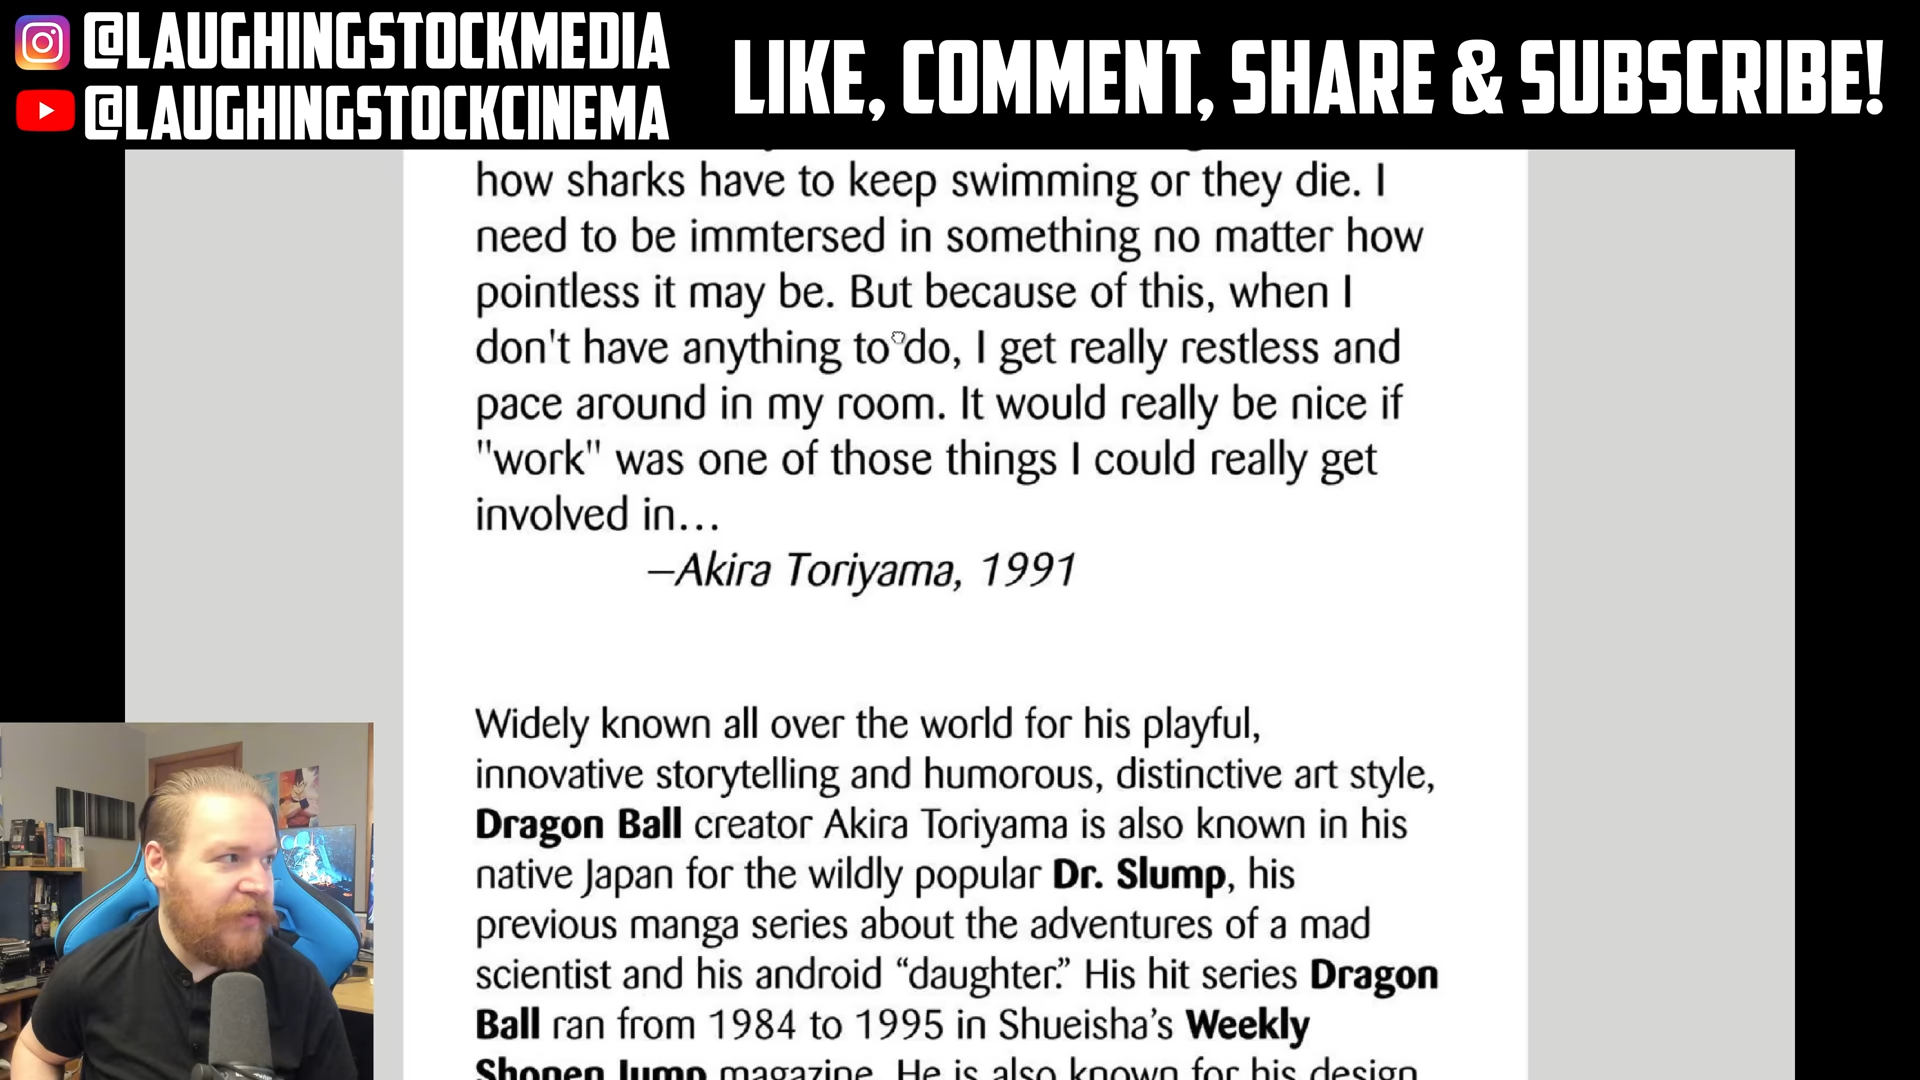 @LAUGHINGSTOCKMEDIA
@LAUGHINGSTOCKCINEMA
LIKE, COMMENT, SHARE & SUBSCRIBE!
how sharks have to keep swimming or they die. I
need to be immtersed in something no matter how
pointless it may be. But because of this, when I
don't have anything to do, I get really restless and
pace around in my room. It would really be nice if
"work" was one of those things I could really get
involved in...
–Akira Toriyama, 1991
Widely known all over the world for his playful,
innovative storytelling and humorous, distinctive art style,
Dragon Ball creator Akira Toriyama is also known in his
native Japan for the wildly popular Dr. Slump, his
previous manga series about the adventures of a mad
scientist and his android “daughter.” His hit series Dragon
Ball ran from 1984 to 1995 in Shueisha’s Weekly
Shonen Jump magazine. He is also known for his design